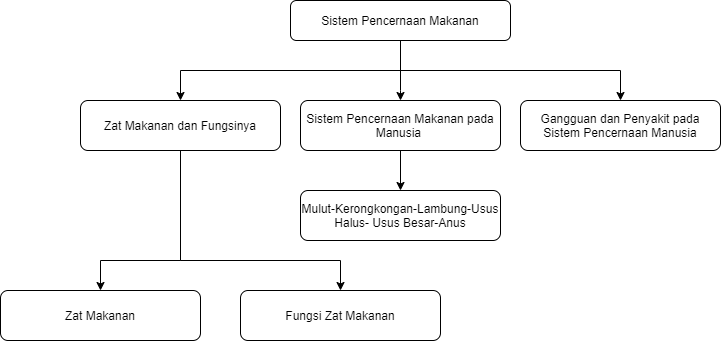 Sistem Pencernaan Makanan
Zat Makanan dan Fungsinya
Sistem Pencernaan Makanan pada
Manusia
Gangguan dan Penyakit pada
Sistem Pencernaan Manusia
Mulut-Kerongkongan-Lambung-Usus
Halus- Usus Besar-Anus
Zat Makanan
Fungsi Zat Makanan